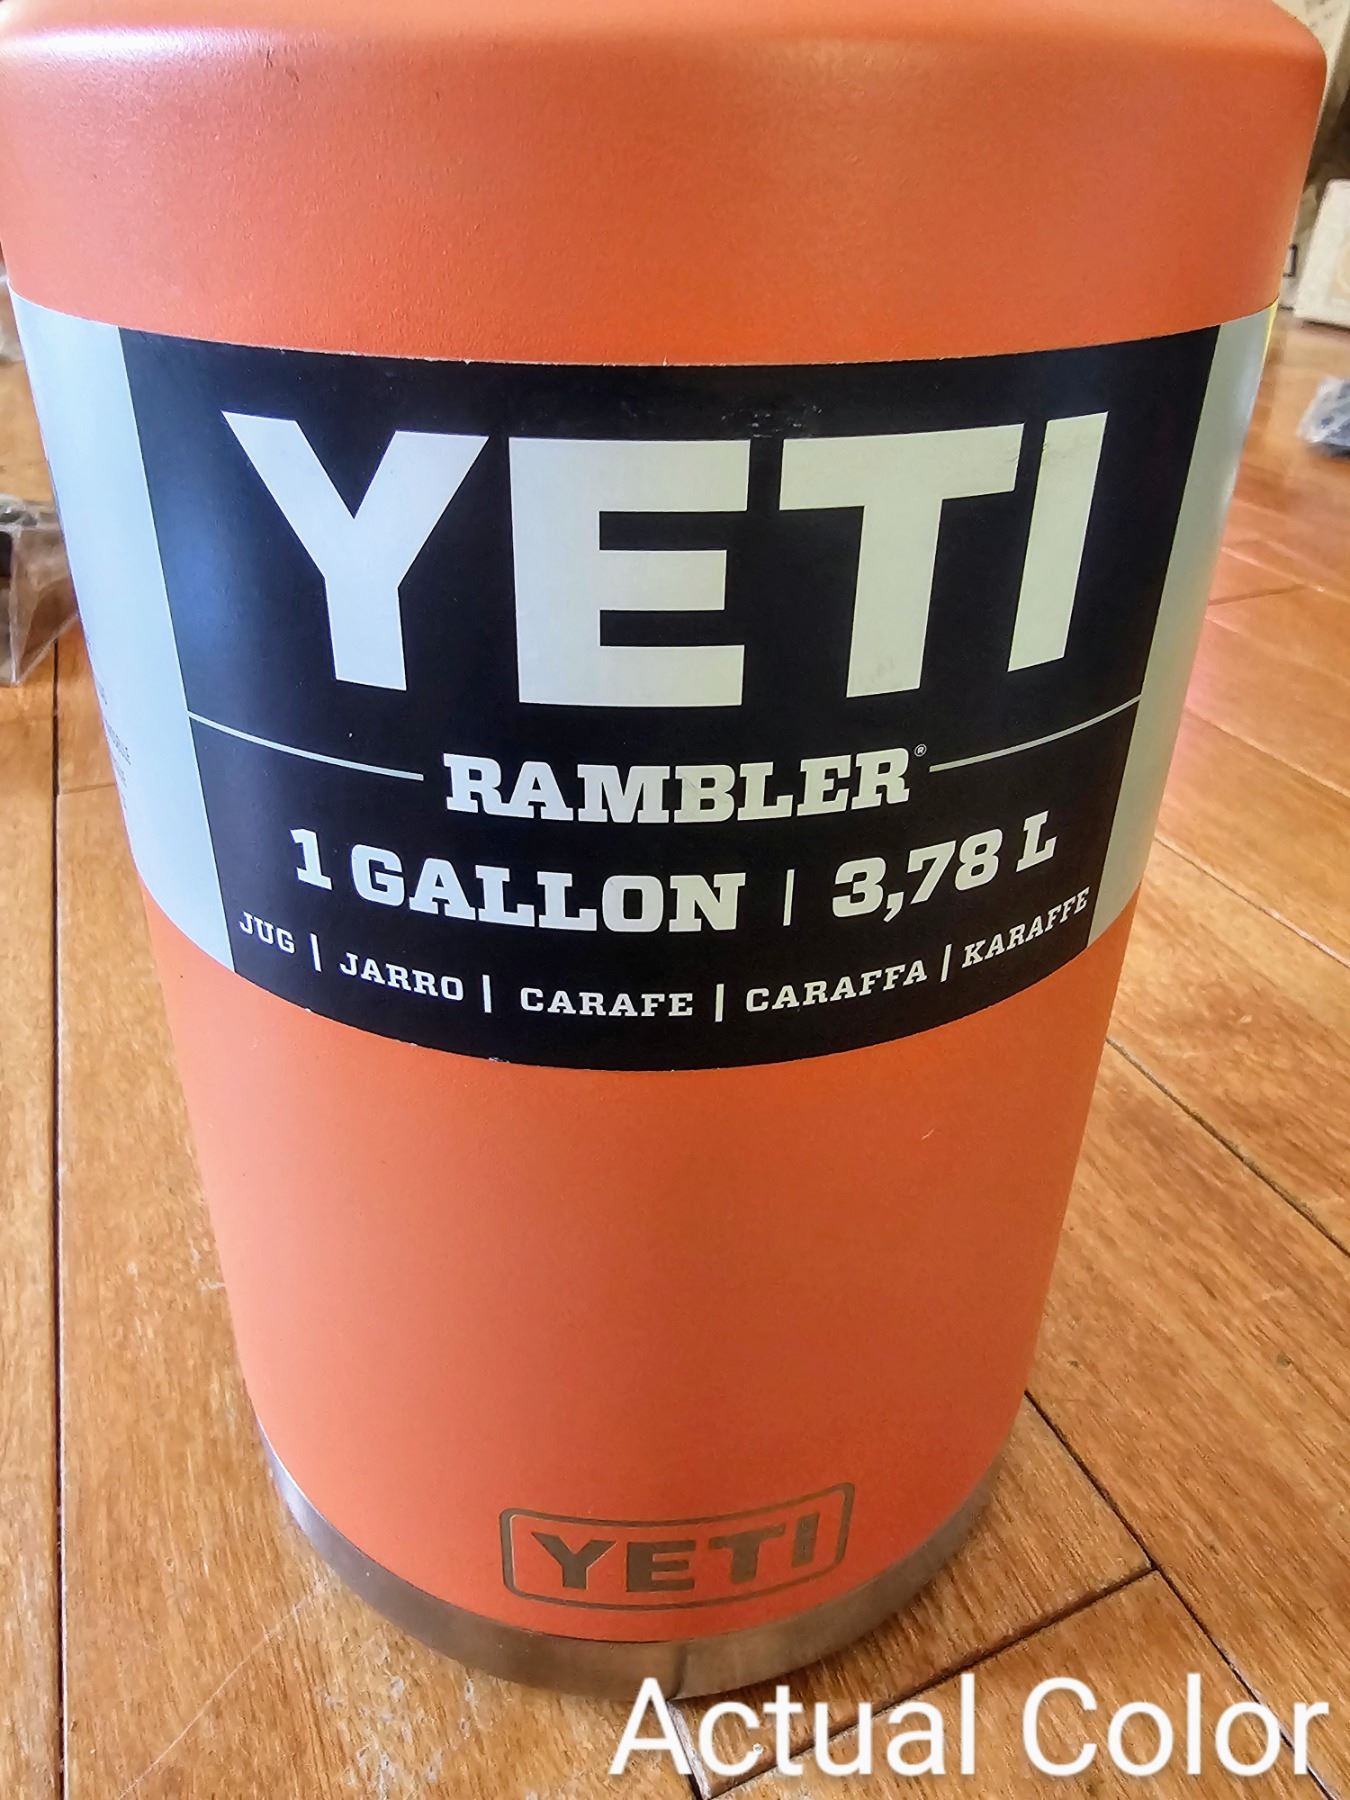 YETI
RAMBLER®
1 GALLON | 3,78 L
JUG | JARRO | CARAFE | CARAFFA | KARAFFE
YETI
Actual Color